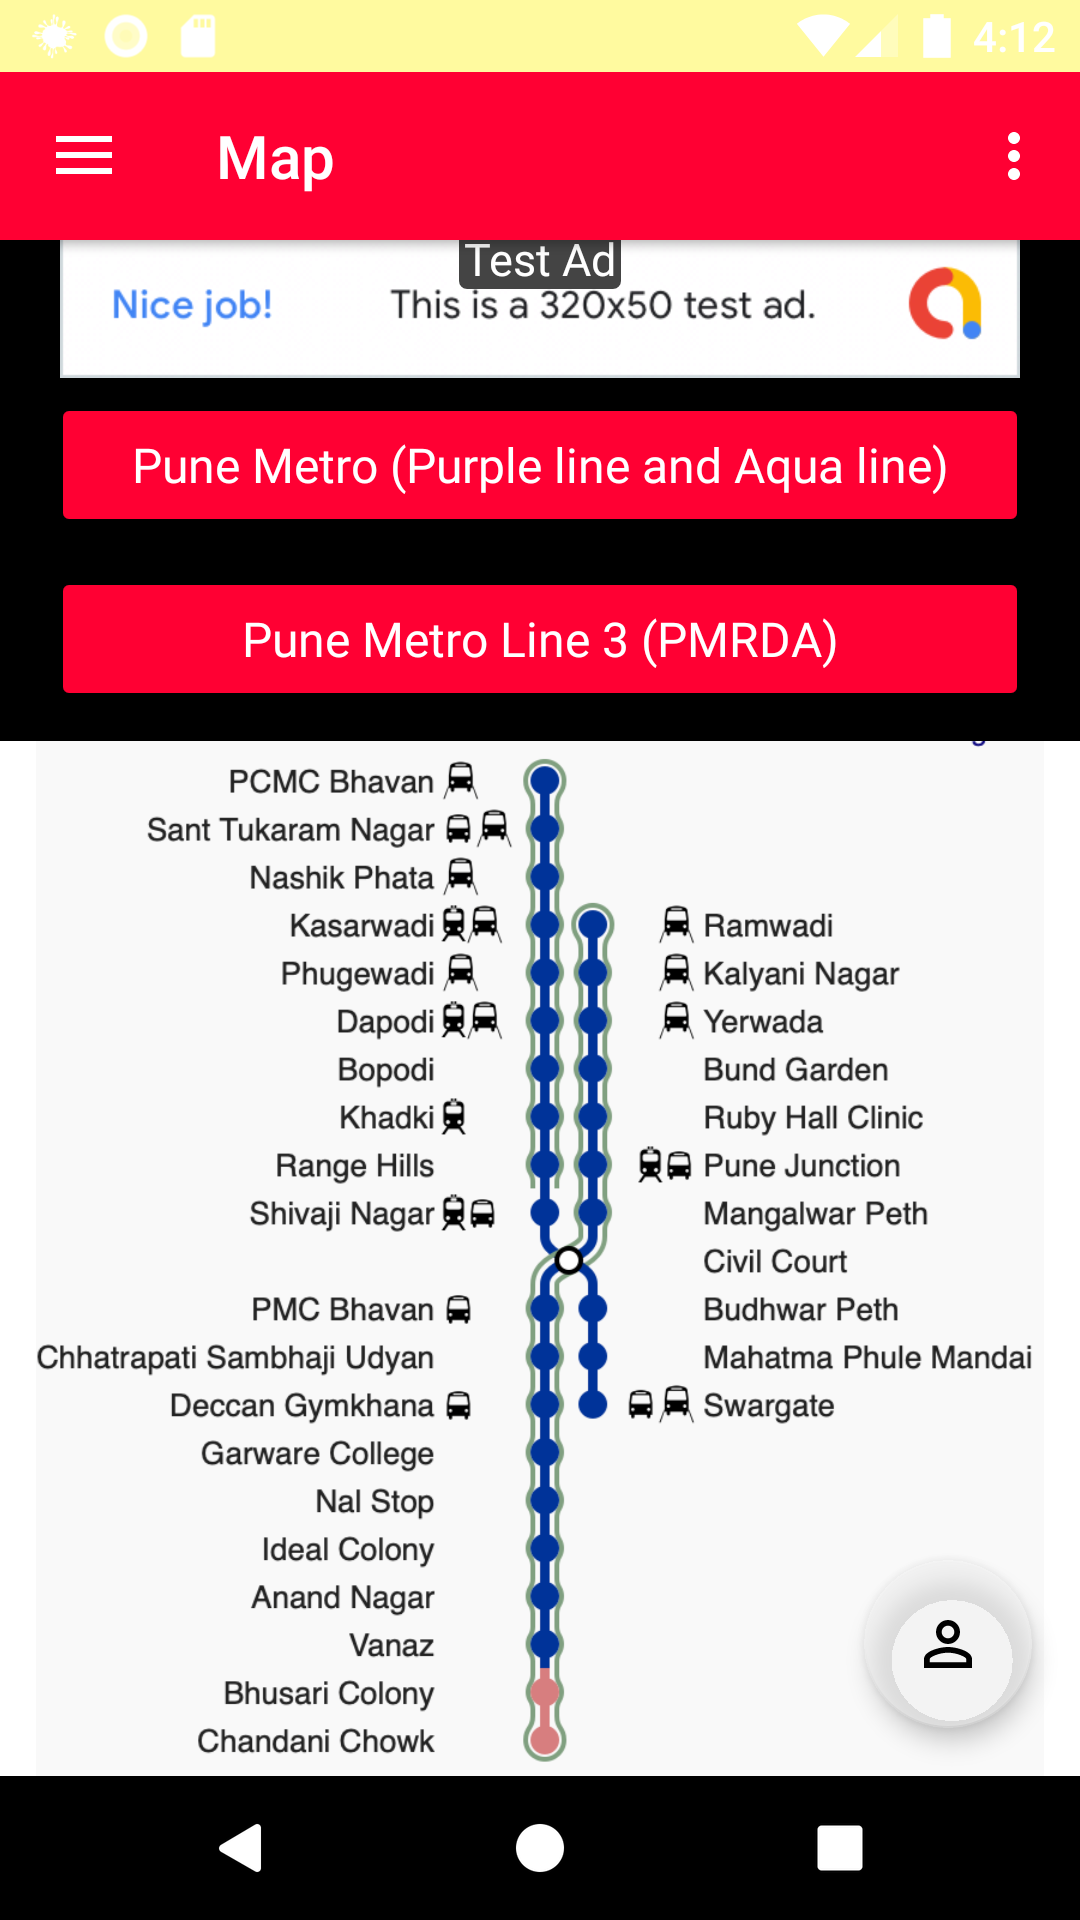 4:12
Map
Test Ad
Nice job!
This is a 320x50 test ad.
Pune Metro (Purple line and Aqua line)
Pune Metro Line 3 (PMRDA)
PCMC Bhavan
Sant Tukaram Nagar
Nashik Phata
Kasarwadi
Ramwadi
Phugewadi
Kalyani Nagar
Dapodi
Yerwada
Bopodi
Bund Garden
Khadki
Ruby Hall Clinic
Range Hills
Pune Junction
Shivaji Nagar
Mangalwar Peth
Civil Court
PMC Bhavan
Budhwar Peth
Chhatrapati Sambhaji Udyan
Mahatma Phule Mandai
Deccan Gymkhana
Swargate
Garware College
Nal Stop
Ideal Colony
Anand Nagar
Vanaz
Bhusari Colony
Chandani Chowk